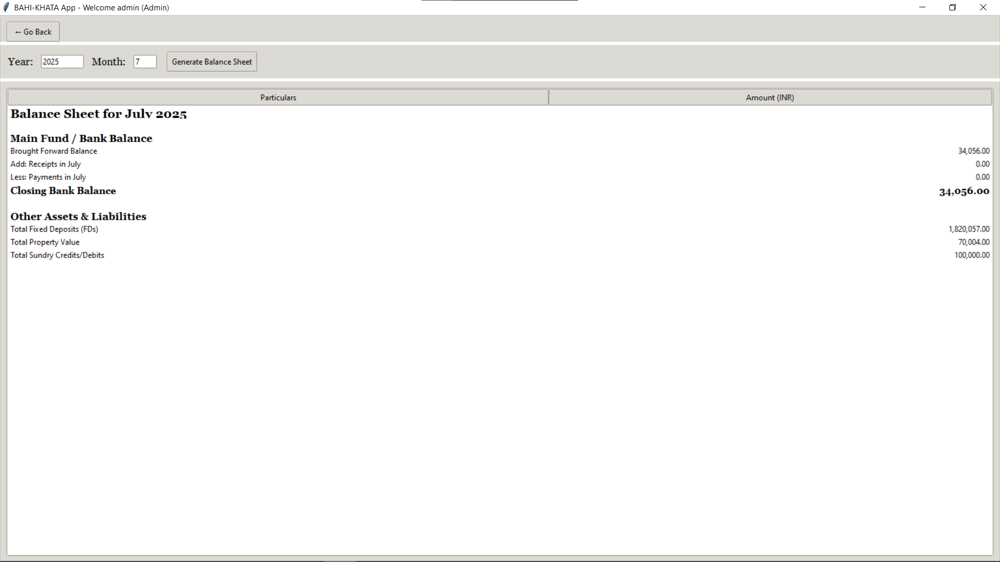 BAHI-KHATA App - Welcome admin (Admin)
← Go Back
Year: 2025 Month: 7 Generate Balance Sheet
Particulars Amount (INR)
Balance Sheet for July 2025
Main Fund / Bank Balance
Brought Forward Balance 34,056.00
Add: Receipts in July 0.00
Less: Payments in July 0.00
Closing Bank Balance 34,056.00
Other Assets & Liabilities
Total Fixed Deposits (FDs) 1,820,057.00
Total Property Value 70,004.00
Total Sundry Credits/Debits 100,000.00